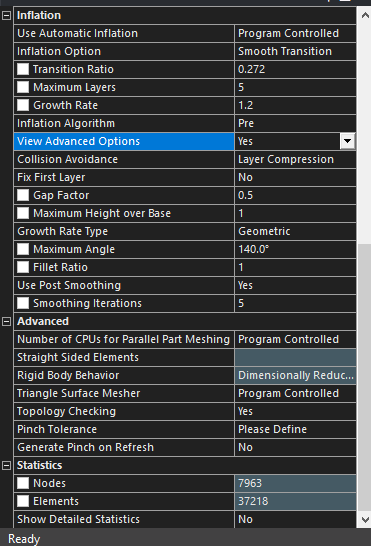 Inflation
Use Automatic Inflation Program Controlled
Inflation Option Smooth Transition
Transition Ratio 0.272
Maximum Layers 5
Growth Rate 1.2
Inflation Algorithm Pre
View Advanced Options Yes
Collision Avoidance Layer Compression
Fix First Layer No
Gap Factor 0.5
Maximum Height over Base 1
Growth Rate Type Geometric
Maximum Angle 140.0°
Fillet Ratio 1
Use Post Smoothing Yes
Smoothing Iterations 5
Advanced
Number of CPUs for Parallel Part Meshing Program Controlled
Straight Sided Elements
Rigid Body Behavior Dimensionally Reduc...
Triangle Surface Mesher Program Controlled
Topology Checking Yes
Pinch Tolerance Please Define
Generate Pinch on Refresh No
Statistics
Nodes 7963
Elements 37218
Show Detailed Statistics No
Ready